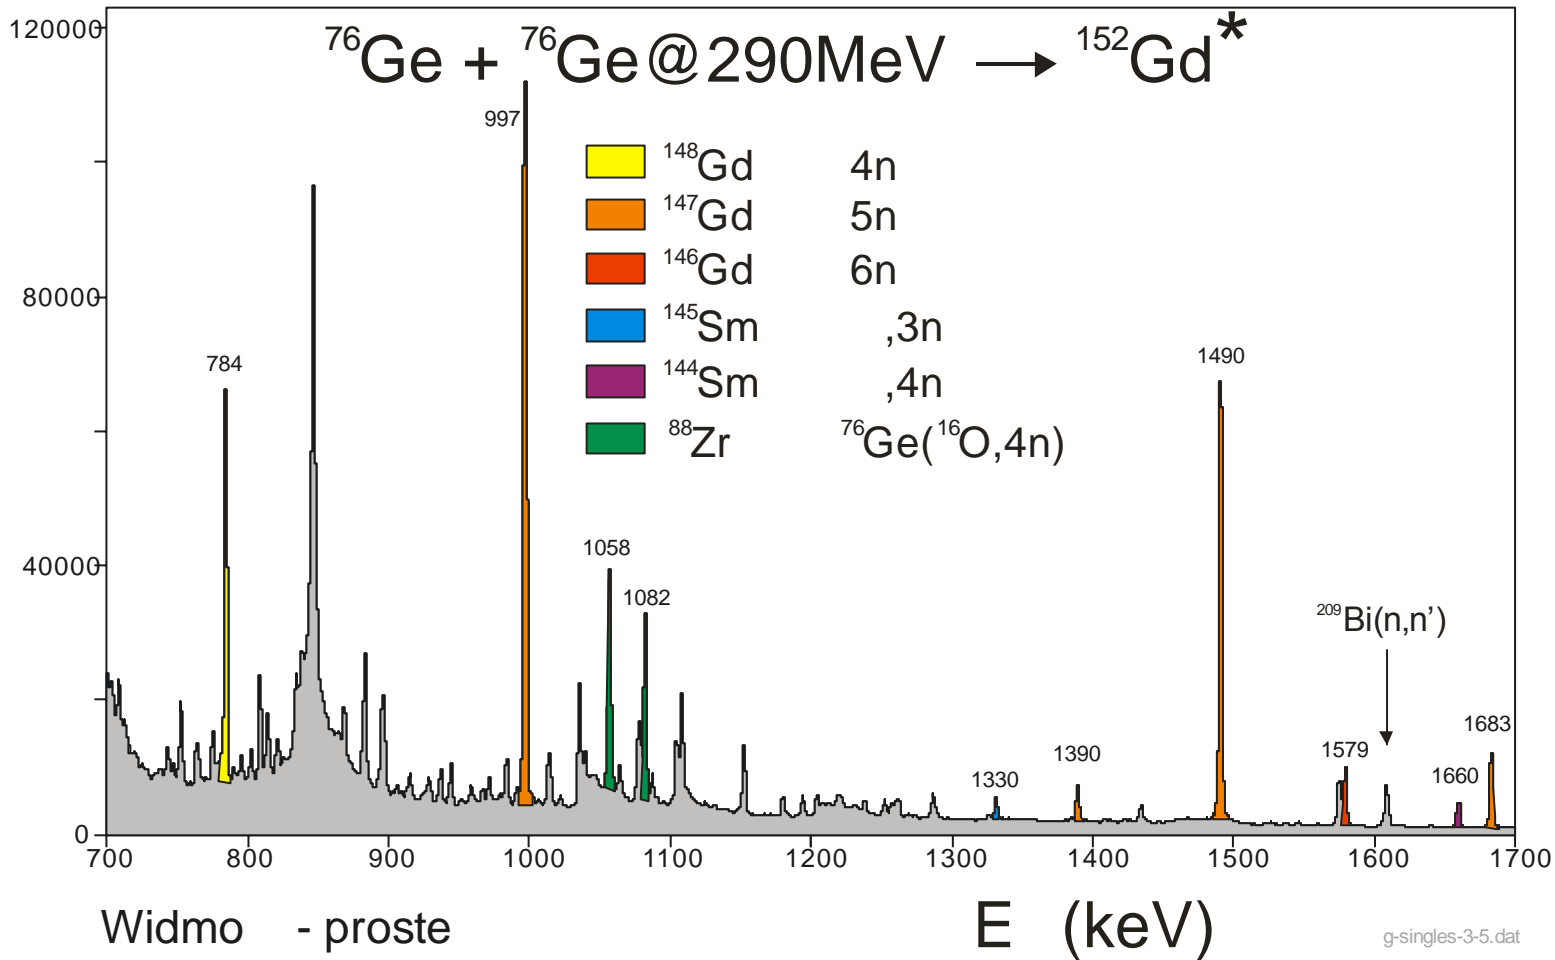 ⁷⁶Ge + ⁷⁶Ge@290MeV → ¹⁵²Gd*
120000
997
¹⁴⁸Gd 4n
¹⁴⁷Gd 5n
¹⁴⁶Gd 6n
80000
¹⁴⁵Sm ,3n
784
1490
¹⁴⁴Sm ,4n
⁸⁸Zr ⁷⁶Ge(¹⁶O,4n)
1058
40000
1082
²⁰⁹Bi(n,n’)
1683
1579
1390
1330
1660
0
700 800 900 1000 1100 1200 1300 1400 1500 1600 1700
Widmo - proste
E (keV)
g-singles-3-5.dat